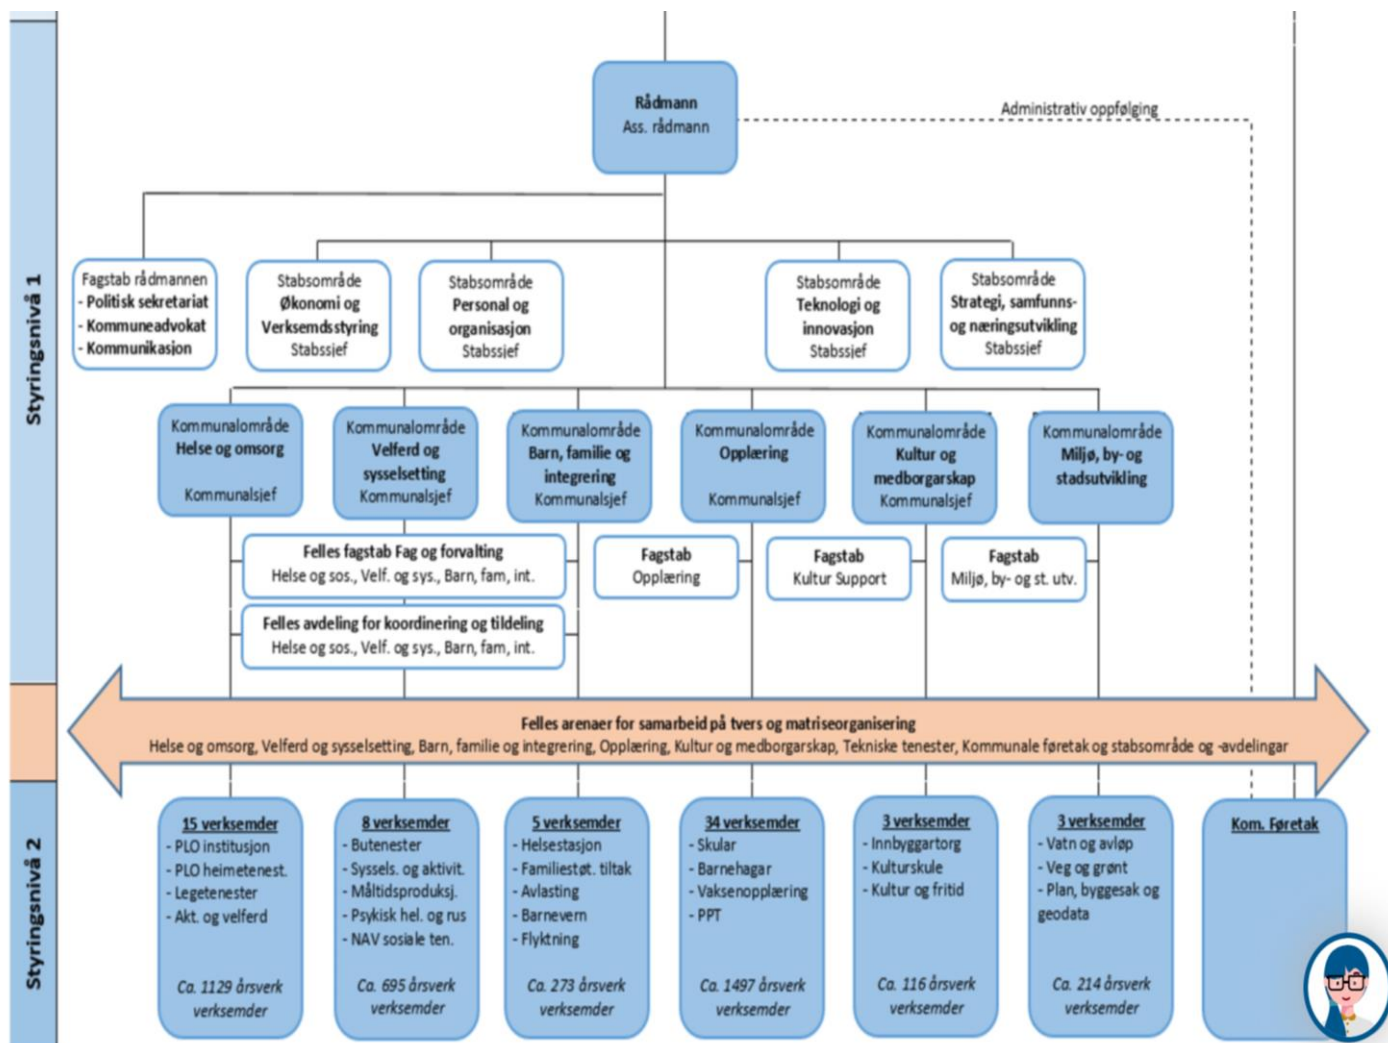 Rådmann
Ass. rådmann
Administrativ oppfølging
Styringsnivå 1
Fagstab rådmannen
- Politisk sekretariat
- Kommuneadvokat
- Kommunikasjon
Stabsområde
Økonomi og
Verksemdsstyring
Stabssjef
Stabsområde
Personal og
organisasjon
Stabssjef
Stabsområde
Teknologi og
innovasjon
Stabssjef
Stabsområde
Strategi, samfunns-
og næringsutvikling
Stabssjef
Kommunalområde
Helse og omsorg
Kommunalsjef
Kommunalområde
Velferd og
sysselsetting
Kommunalsjef
Kommunalområde
Barn, familie og
integrering
Kommunalsjef
Kommunalområde
Opplæring
Kommunalsjef
Kommunalområde
Kultur og
medborgarskap
Kommunalsjef
Kommunalområde
Miljø, by- og
stadsutvikling
Felles fagstab Fag og forvalting
Helse og sos., Velf. og sys., Barn, fam, int.
Fagstab
Opplæring
Fagstab
Kultur Support
Fagstab
Miljø, by- og st. utv.
Felles avdeling for koordinering og tildeling
Helse og sos., Velf. og sys., Barn, fam, int.
Felles arenaer for samarbeid på tvers og matriseorganisering
Helse og omsorg, Velferd og sysselsetting, Barn, familie og integrering, Opplæring, Kultur og medborgarskap, Tekniske tenester, Kommunale føretak og stabsområde og -avdelingar
Styringsnivå 2
15 verksemder
- PLO institusjon
- PLO heimetenest.
- Legetenester
- Akt. og velferd
Ca. 1129 årsverk
verksemder
8 verksemder
- Butenester
- Syssels. og aktivit.
- Måltidsproduksj.
- Psykisk hel. og rus
- NAV sosiale ten.
Ca. 695 årsverk
verksemder
5 verksemder
- Helsestasjon
- Familiestøt. tiltak
- Avlasting
- Barnevern
- Flyktning
Ca. 273 årsverk
verksemder
34 verksemder
- Skular
- Barnehagar
- Vaksenopplæring
- PPT
Ca. 1497 årsverk
verksemder
3 verksemder
- Innbyggartorg
- Kulturskule
- Kultur og fritid
Ca. 116 årsverk
verksemder
3 verksemder
- Vatn og avløp
- Veg og grønt
- Plan, byggesak og
geodata
Ca. 214 årsverk
verksemder
Kom. Føretak